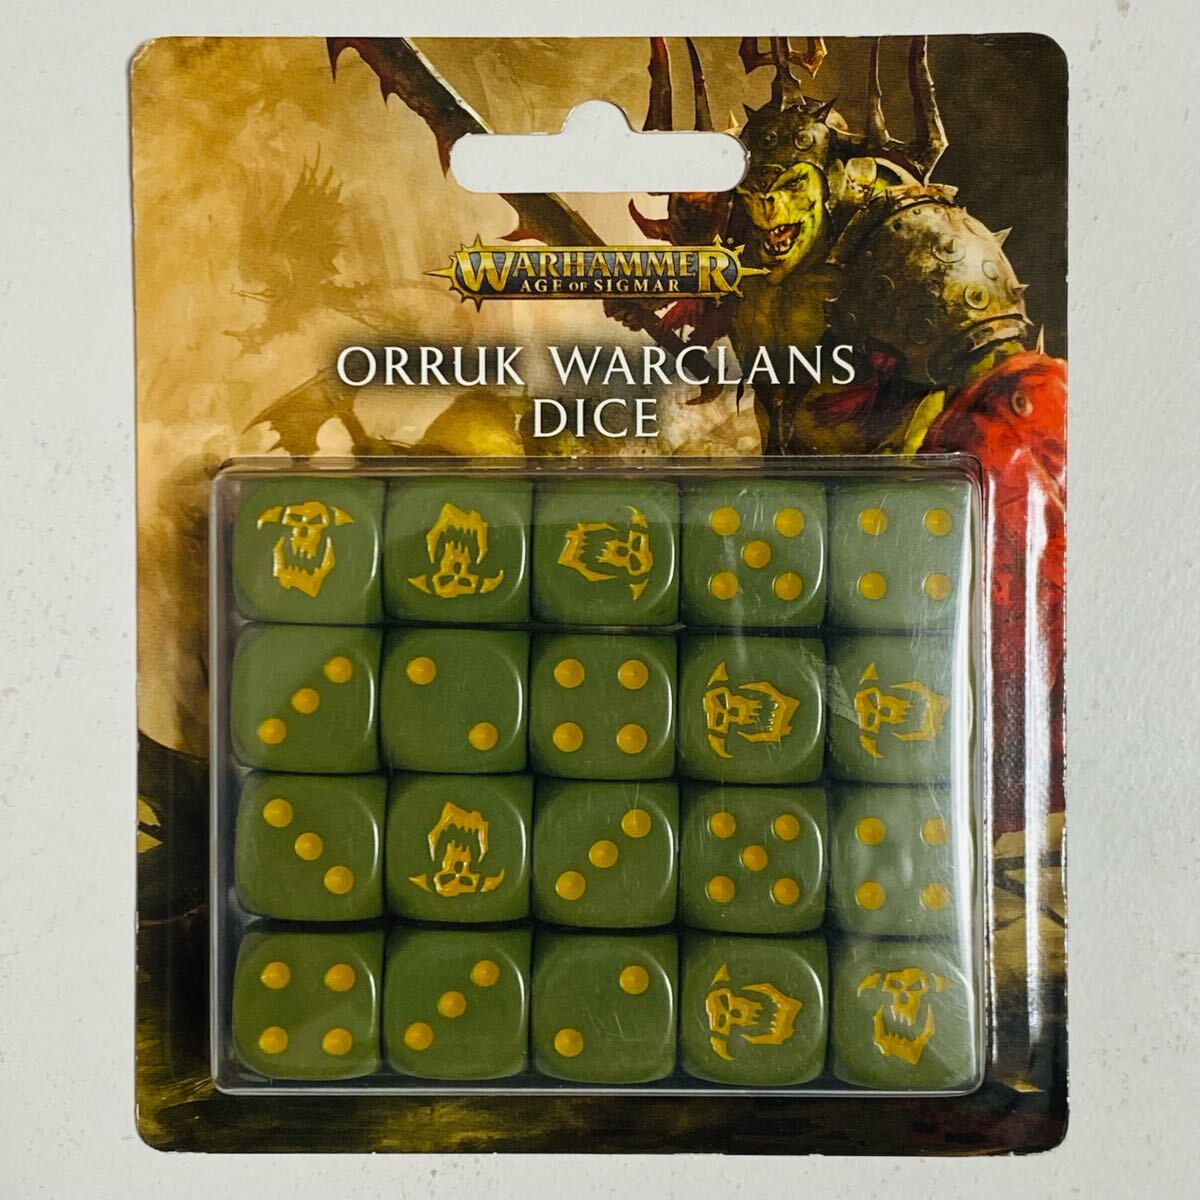 WARHAMMER®
AGE OF SIGMAR
ORRUK WARCLANS
DICE